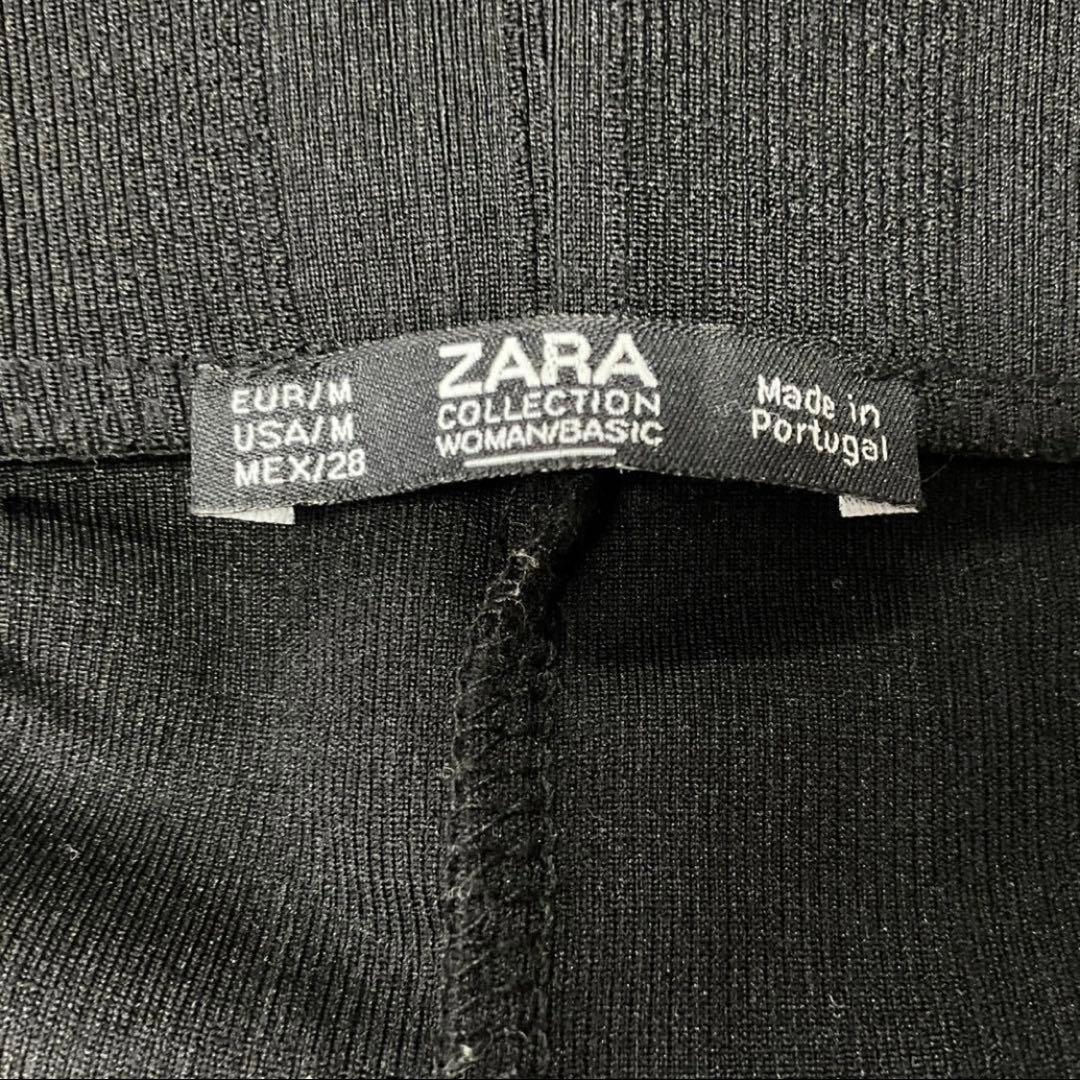 EUR/M
USA/M
MEX/28
ZARA
COLLECTION
WOMAN/BASIC
Made in
Portugal